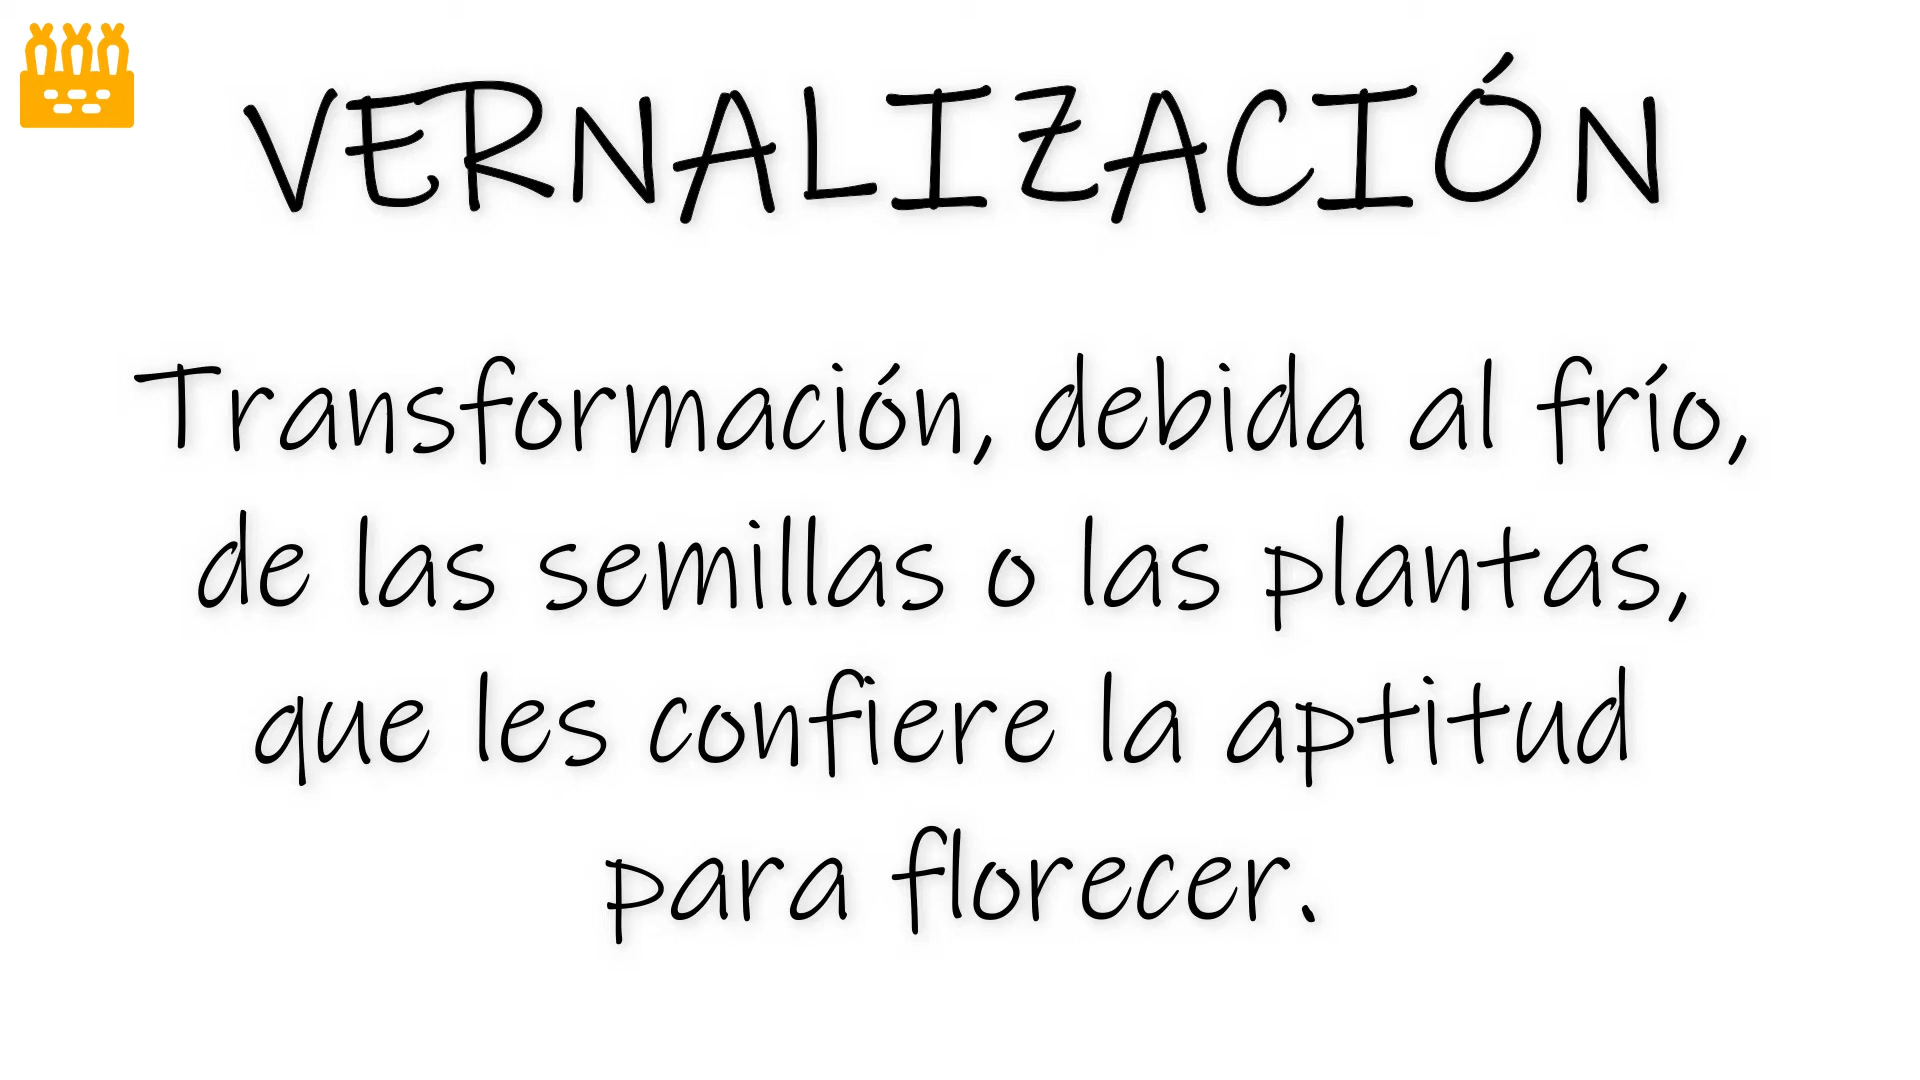 VERNALIZACIÓN
Transformación, debida al frío,
de las semillas o las plantas,
que les confiere la aptitud
para florecer.